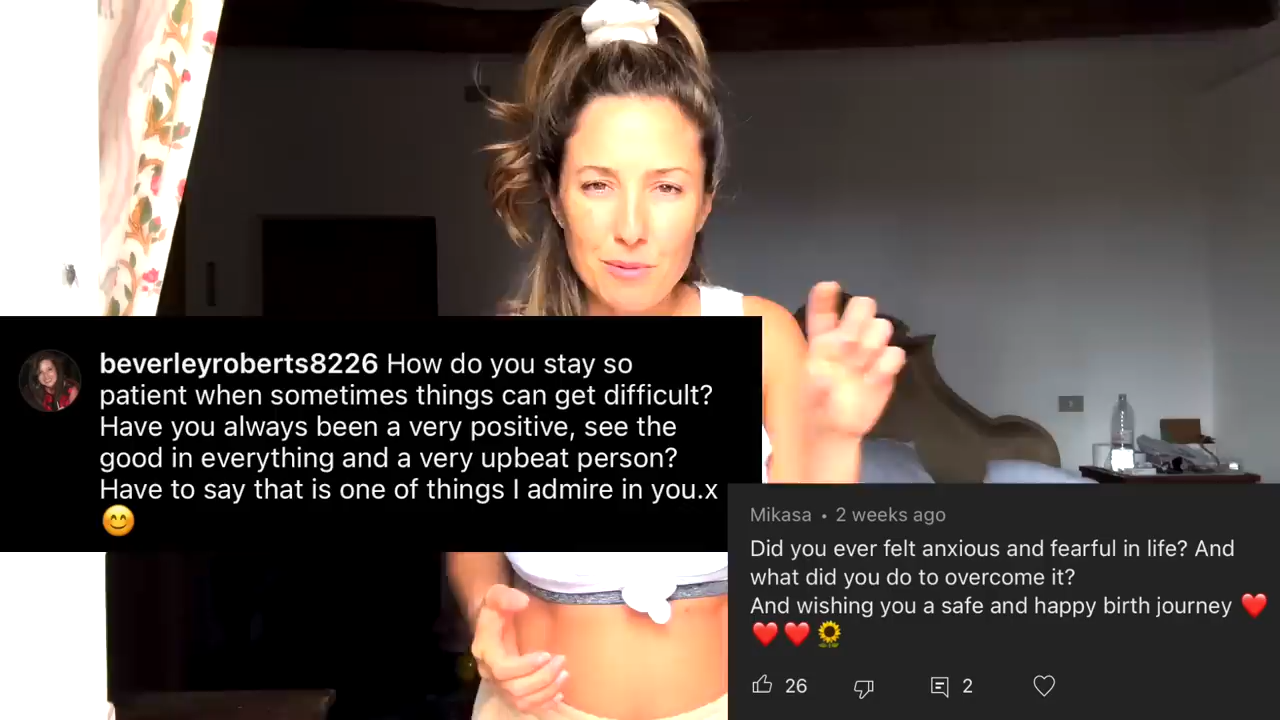 beverleyroberts8226 How do you stay so
patient when sometimes things can get difficult?
Have you always been a very positive, see the
good in everything and a very upbeat person?
Have to say that is one of things I admire in you.x
😊
Mikasa • 2 weeks ago
Did you ever felt anxious and fearful in life? And
what did you do to overcome it?
And wishing you a safe and happy birth journey ❤️
❤️❤️🌻
26
2